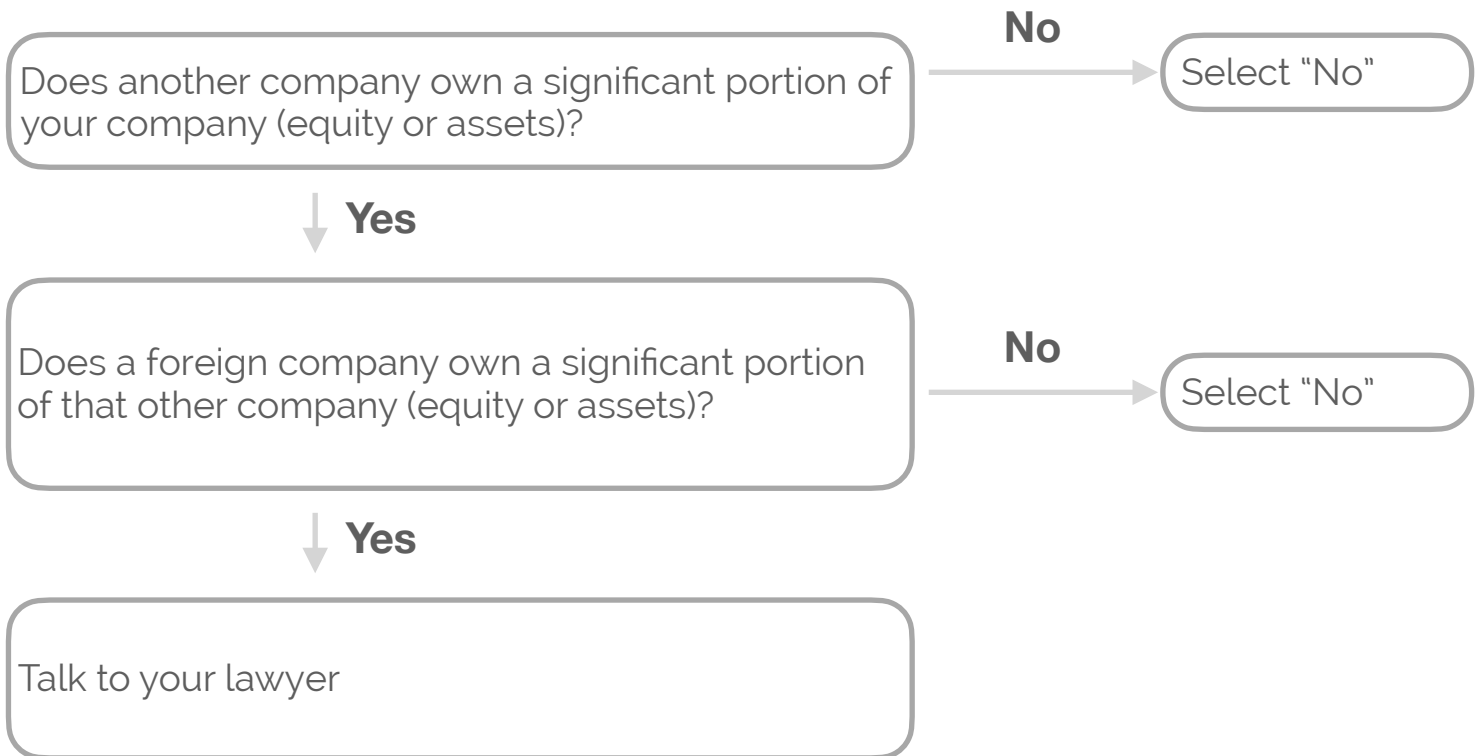 No
Does another company own a significant portion of
your company (equity or assets)?
Select “No”
Yes
Does a foreign company own a significant portion
of that other company (equity or assets)?
No
Select “No”
Yes
Talk to your lawyer